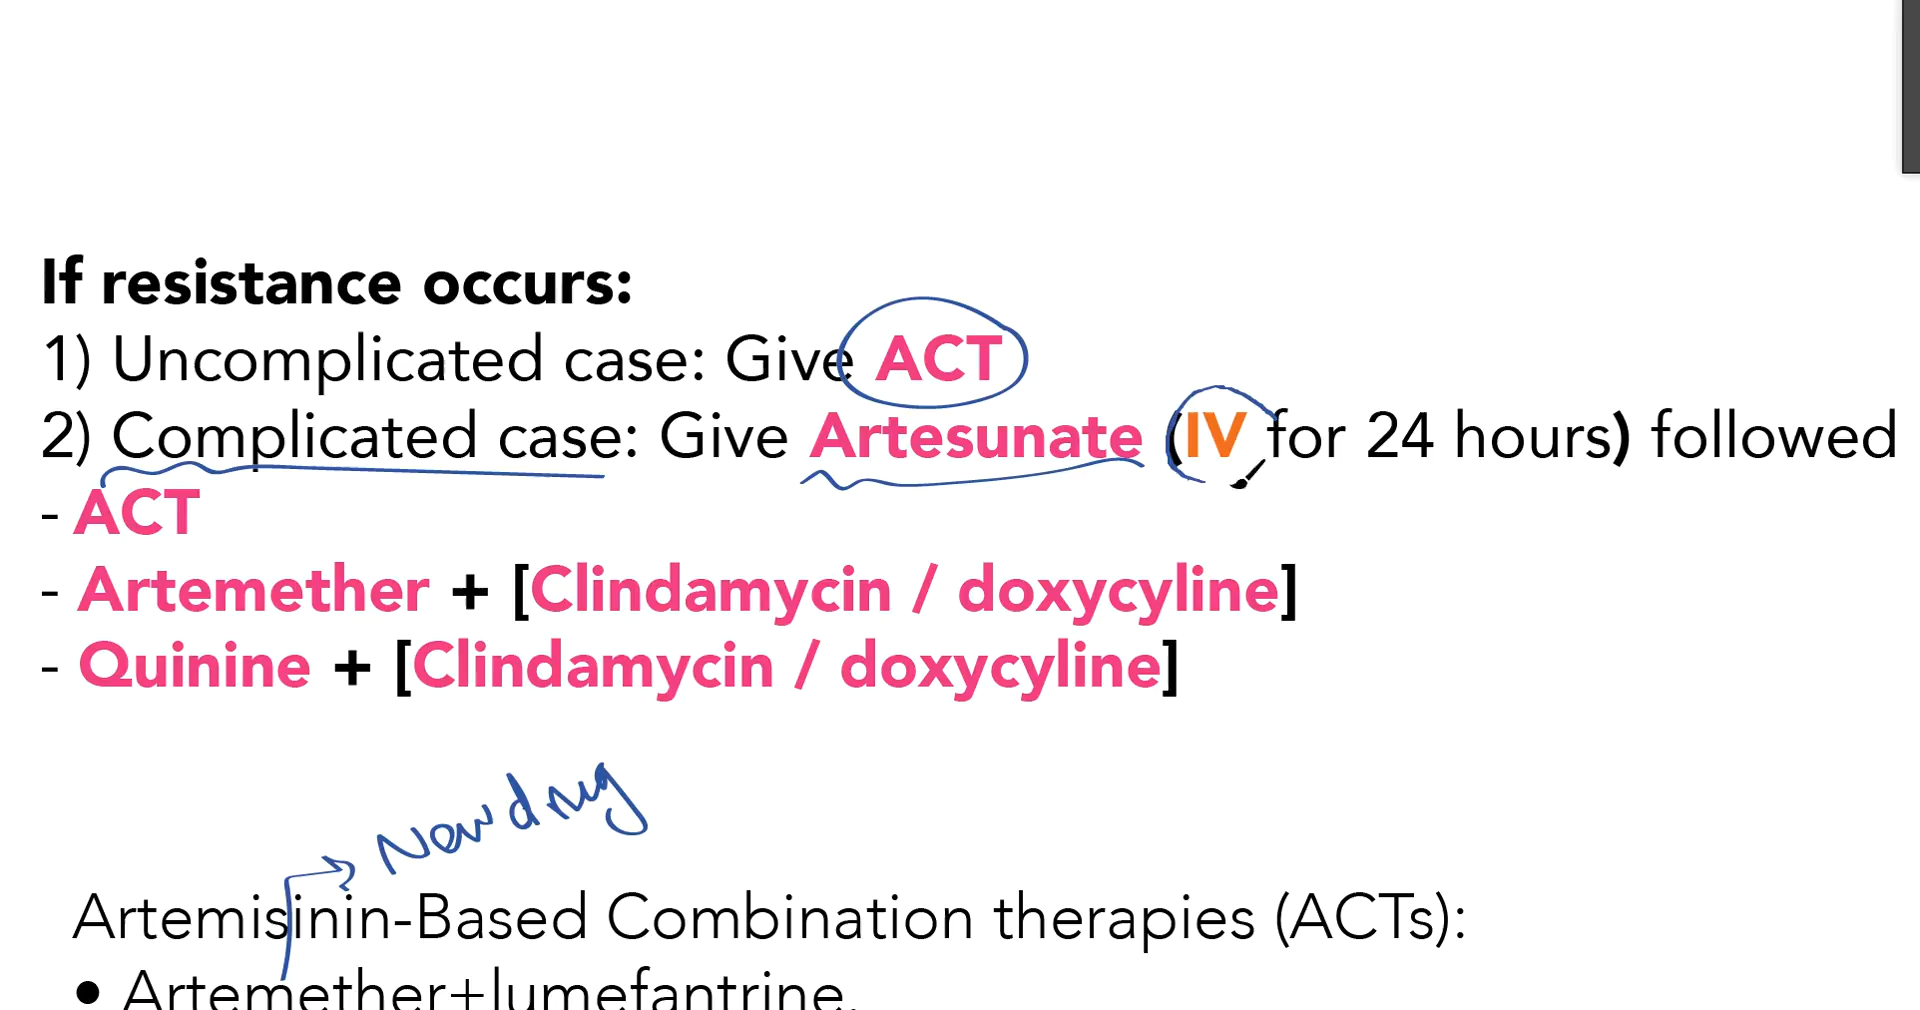 If resistance occurs:
1) Uncomplicated case: Give ACT
2) Complicated case: Give Artesunate (IV for 24 hours) followed
- ACT
- Artemether + [Clindamycin / doxycyline]
- Quinine + [Clindamycin / doxycyline]
New drug
Artemisinin-Based Combination therapies (ACTs):
• Artemether+lumefantrine.